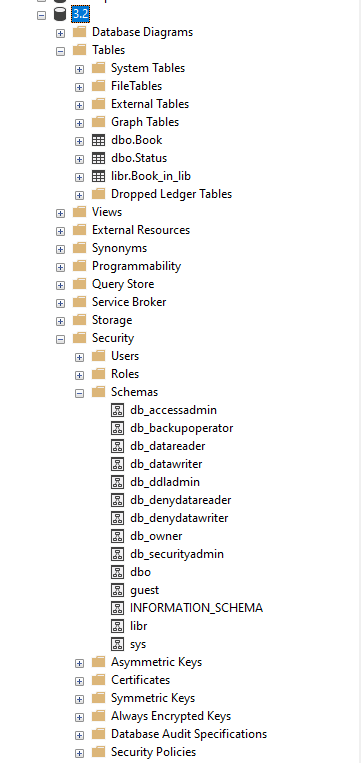 3.2
Database Diagrams
Tables
System Tables
FileTables
External Tables
Graph Tables
dbo.Book
dbo.Status
libr.Book_in_lib
Dropped Ledger Tables
Views
External Resources
Synonyms
Programmability
Query Store
Service Broker
Storage
Security
Users
Roles
Schemas
db_accessadmin
db_backupoperator
db_datareader
db_datawriter
db_ddladmin
db_denydatareader
db_denydatawriter
db_owner
db_securityadmin
dbo
guest
INFORMATION_SCHEMA
libr
sys
Asymmetric Keys
Certificates
Symmetric Keys
Always Encrypted Keys
Database Audit Specifications
Security Policies